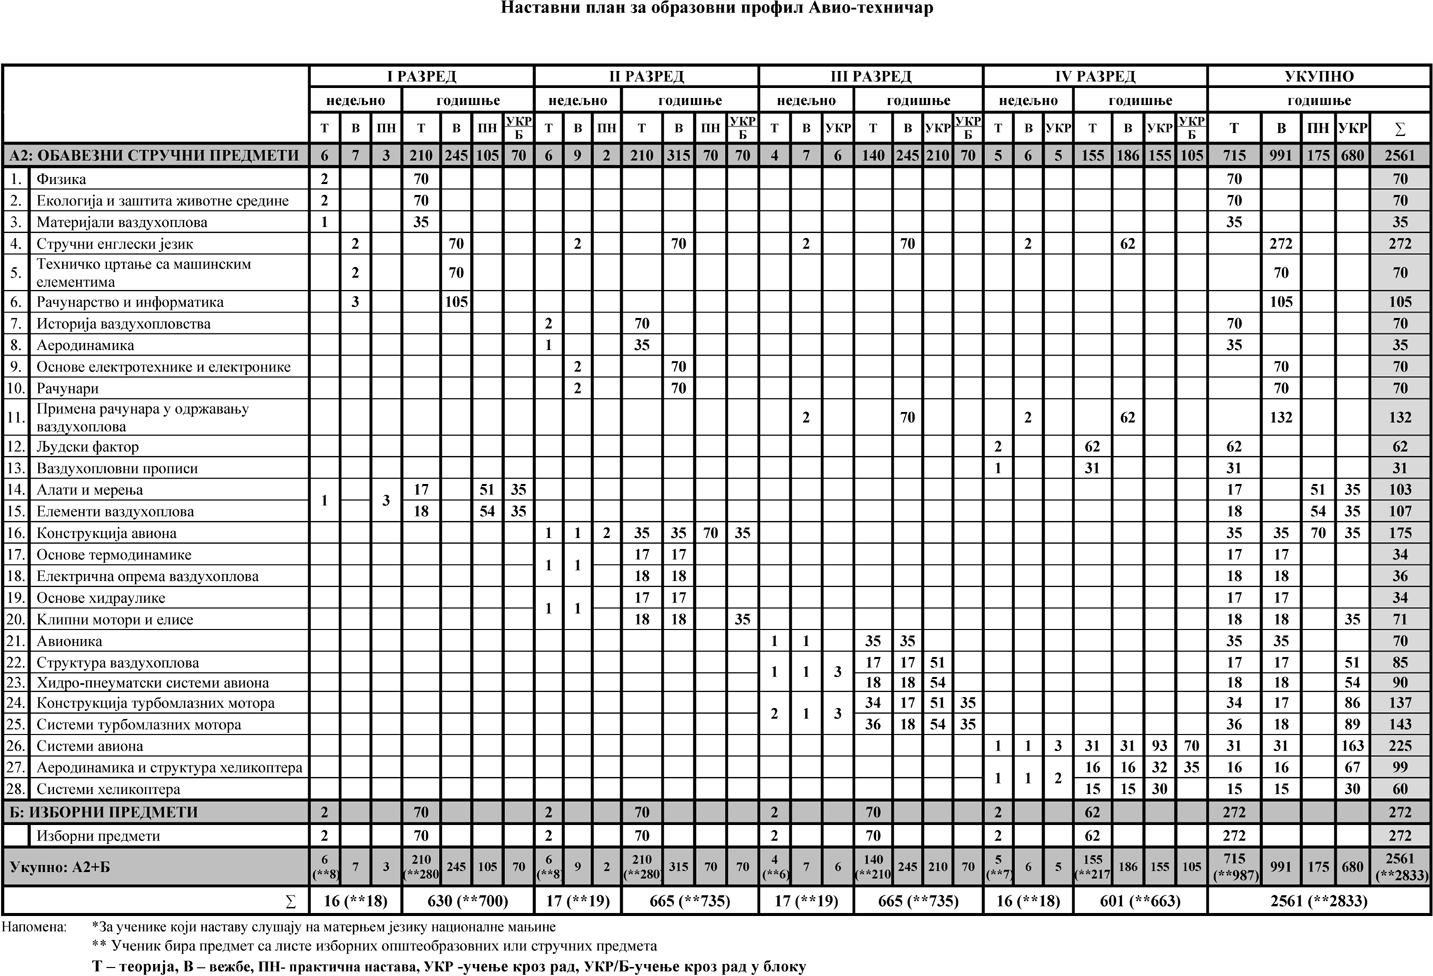 Наставни план за образовни профил Авио-техничар
I РАЗРЕД II РАЗРЕД III РАЗРЕД IV РАЗРЕД УКУПНО
недељно годишње недељно годишње недељно годишње недељно годишње годишње
Т В ПН Т В ПН УКР/Б Т В ПН Т В ПН УКР/Б Т В УКР Т В УКР УКР/Б Т В УКР Т В УКР УКР/Б Т В ПН УКР ∑
А2: ОБАВЕЗНИ СТРУЧНИ ПРЕДМЕТИ 6 7 3 210 245 105 70 6 9 2 210 315 70 70 4 7 6 140 245 210 70 5 6 5 155 186 155 105 715 991 175 680 2561
1. Физика 2 70 70 70
2. Екологија и заштита животне средине 2 70 70 70
3. Материјали ваздухоплова 1 35 35 35
4. Стручни енглески језик 2 70 2 70 2 70 2 62 272 272
5. Техничко цртање са машинским
елементима 2 70 70 70
6. Рачунарство и информатика 3 105 105 105
7. Историја ваздухопловства 2 70 70 70
8. Аеродинамика 1 35 35 35
9. Основе електротехнике и електронике 2 70 70 70
10. Рачунари 2 70 70 70
11. Примена рачунара у одржавању
ваздухоплова 2 70 2 62 132 132
12. Људски фактор 2 62 62 62
13. Ваздухопловни прописи 1 31 31 31
14. Алати и мерења 1 3 17 51 35 17 51 35 103
15. Елементи ваздухоплова 18 54 35 18 54 35 107
16. Конструкција авиона 1 1 2 35 35 70 35 35 35 70 35 175
17. Основе термодинамике 1 1 17 17 17 17 34
18. Електрична опрема ваздухоплова 18 18 18 18 36
19. Основе хидраулике 1 1 17 17 17 17 34
20. Клипни мотори и елисе 18 18 35 18 18 35 71
21. Авионика 1 1 35 35 35 35 70
22. Структура ваздухоплова 1 1 3 17 17 51 17 17 51 85
23. Хидро-пнеуматски системи авиона 18 18 54 18 18 54 90
24. Конструкција турбомлазних мотора 2 1 3 34 17 51 35 34 17 86 137
25. Системи турбомлазних мотора 36 18 54 35 36 18 89 143
26. Системи авиона 1 1 3 31 31 93 70 31 31 163 225
27. Аеродинамика и структура хеликоптера 1 1 2 16 16 32 35 16 16 67 99
28. Системи хеликоптера 15 15 30 15 15 30 60
Б: ИЗБОРНИ ПРЕДМЕТИ 2 70 2 70 2 70 2 62 272 272
Изборни предмети 2 70 2 70 2 70 2 62 272 272
Укупно: А2+Б 6 (**8) 7 3 210 (**280 245 105 70 6 (**8) 9 2 210 (**280) 315 70 70 4 (**6) 7 6 140 (**210 245 210 70 5 (**7) 6 5 155 (**217 186 155 105 715 (**987) 991 175 680 2561 (**2833)
∑ 16 (**18) 630 (**700) 17 (**19) 665 (**735) 17 (**19) 665 (**735) 16 (**18) 601 (**663) 2561 (**2833)
Напомена: *За ученике који наставу слушају на матерњем језику националне мањине
** Ученик бира предмет са листе изборних општеобразовних или стручних предмета
Т – теорија, В – вежбе, ПН- практична настава, УКР -учење кроз рад, УКР/Б-учење кроз рад у блоку